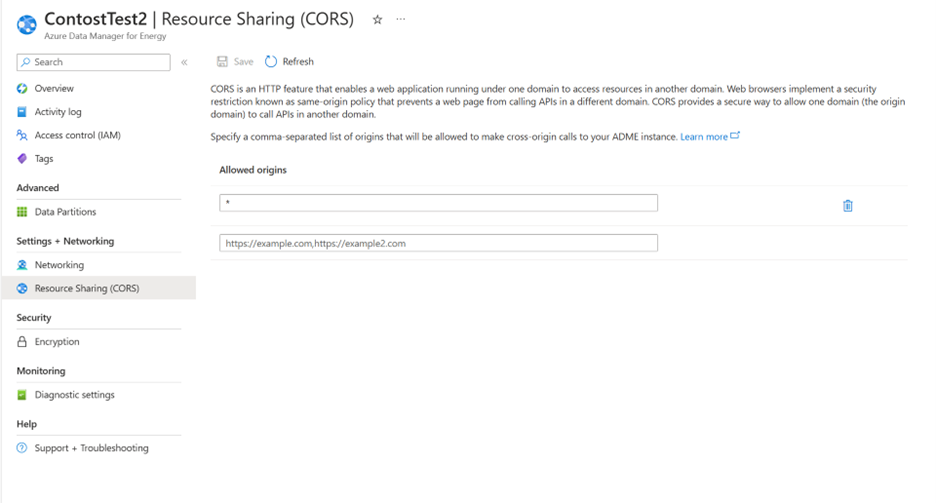 ContostTest2 | Resource Sharing (CORS)
Azure Data Manager for Energy
Search
Save Refresh
Overview
Activity log
Access control (IAM)
Tags
Advanced
Data Partitions
Settings + Networking
Networking
Resource Sharing (CORS)
Security
Encryption
Monitoring
Diagnostic settings
Help
Support + Troubleshooting
CORS is an HTTP feature that enables a web application running under one domain to access resources in another domain. Web browsers implement a security
restriction known as same-origin policy that prevents a web page from calling APIs in a different domain. CORS provides a secure way to allow one domain (the origin
domain) to call APIs in another domain.
Specify a comma-separated list of origins that will be allowed to make cross-origin calls to your ADME instance. Learn more
Allowed origins
*
https://example.com,https://example2.com